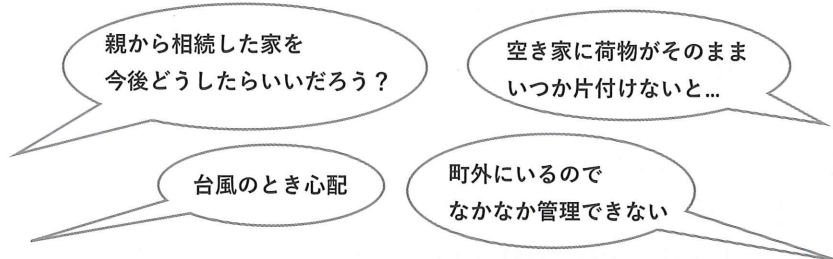 親から相続した家を
今後どうしたらいいだろう？
空き家に荷物がそのまま
いつか片付けないと...
台風のとき心配
町外にいるので
なかなか管理できない